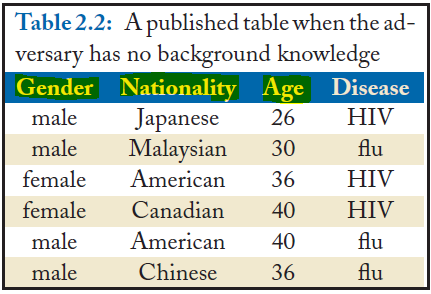 Table 2.2: A published table when the ad-
versary has no background knowledge
Gender Nationality Age Disease
male Japanese 26 HIV
male Malaysian 30 flu
female American 36 HIV
female Canadian 40 HIV
male American 40 flu
male Chinese 36 flu